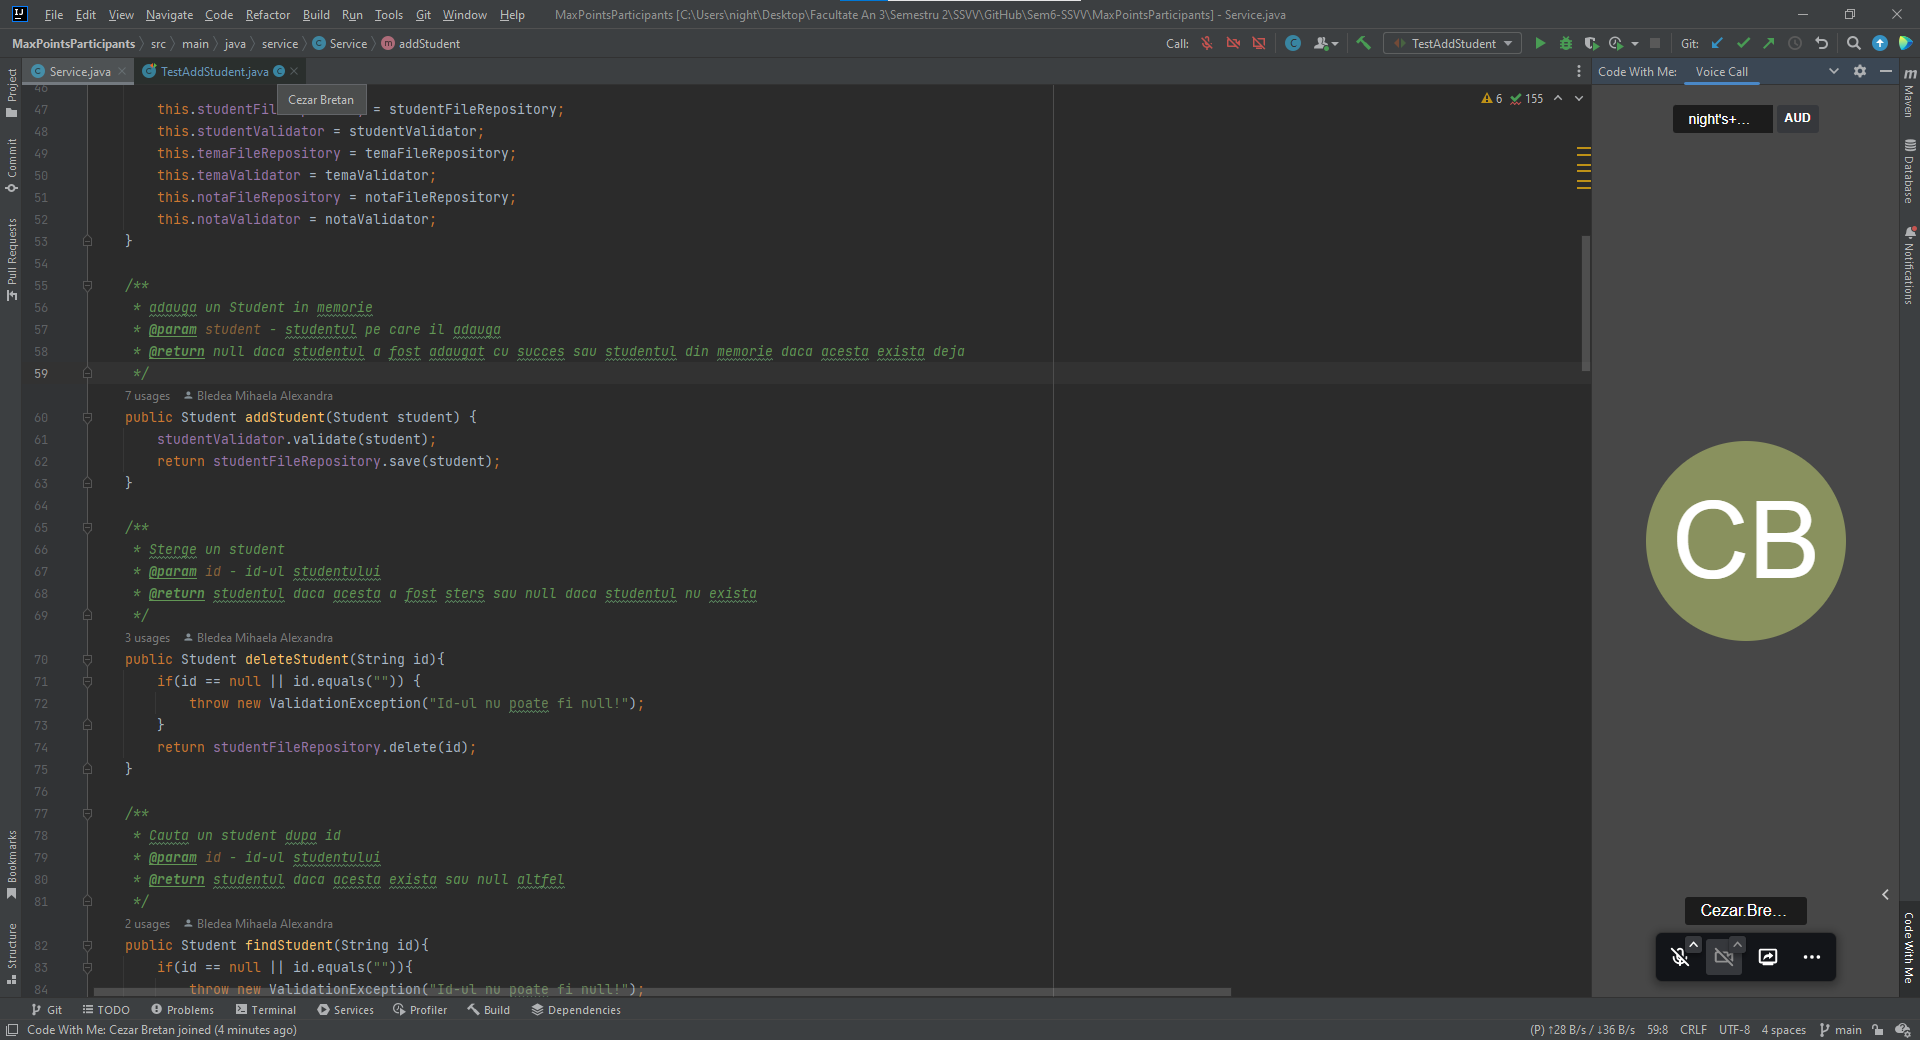 File Edit View Navigate Code Refactor Build Run Tools Git Window Help MaxPointsParticipants [C:\Users\night\Desktop\Facultate An 3\Semestru 2\SSVV\GitHub\Sem6-SSVV\MaxPointsParticipants] - Service.java
MaxPointsParticipants src main java service Service addStudent Call: TestAddStudent Git:
Service.java TestAddStudent.java Code With Me: Voice Call
Cezar Bretan
6 155
night's+... AUD
46
47 this.studentFil = studentFileRepository;
48 this.studentValidator = studentValidator;
49 this.temaFileRepository = temaFileRepository;
50 this.temaValidator = temaValidator;
51 this.notaFileRepository = notaFileRepository;
52 this.notaValidator = notaValidator;
53 }
54
55 /**
56 * adauga un Student in memorie
57 * @param student - studentul pe care il adauga
58 * @return null daca studentul a fost adaugat cu succes sau studentul din memorie daca acesta exista deja
59 */
7 usages Bledea Mihaela Alexandra
60 public Student addStudent(Student student) {
61 studentValidator.validate(student);
62 return studentFileRepository.save(student);
63 }
64
65 /**
66 * Sterge un student
67 * @param id - id-ul studentului
68 * @return studentul daca acesta a fost sters sau null daca studentul nu exista
69 */
3 usages Bledea Mihaela Alexandra
70 public Student deleteStudent(String id){
71 if(id == null || id.equals("")) {
72 throw new ValidationException("Id-ul nu poate fi null!");
73 }
74 return studentFileRepository.delete(id);
75 }
76
77 /**
78 * Cauta un student dupa id
79 * @param id - id-ul studentului
80 * @return studentul daca acesta exista sau null altfel
81 */
2 usages Bledea Mihaela Alexandra
82 public Student findStudent(String id){
83 if(id == null || id.equals("")){
84 throw new ValidationException("Id-ul nu poate fi null!");
CB
Cezar.Bre...
Project
Commit
Pull Requests
Bookmarks
Structure
Maven
Database
Notifications
Code With Me
Git TODO Problems Terminal Services Profiler Build Dependencies
Code With Me: Cezar Bretan joined (4 minutes ago) (P) ↑28 B/s / ↓36 B/s 59:8 CRLF UTF-8 4 spaces main